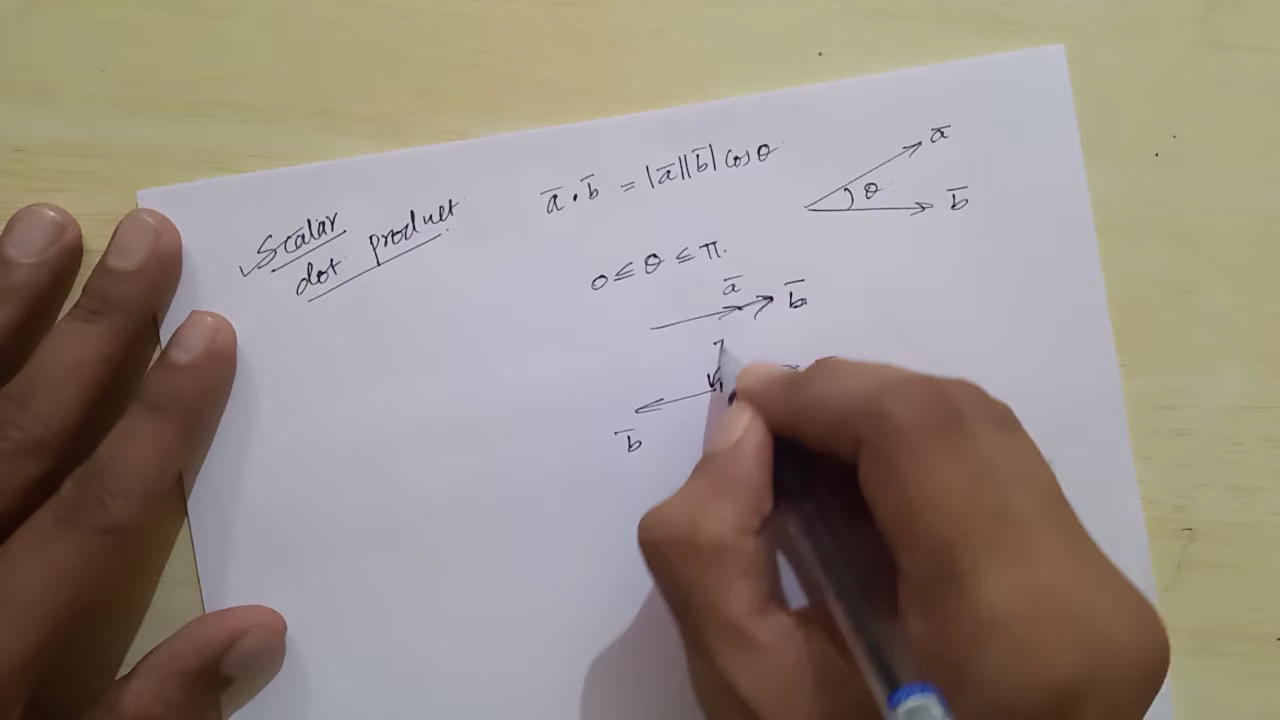 Scalar
dot product
a̅ . b̅ = |a̅||b̅| cos θ
a̅
θ
b̅
0 ≤ θ ≤ π.
a̅
b̅
b̅